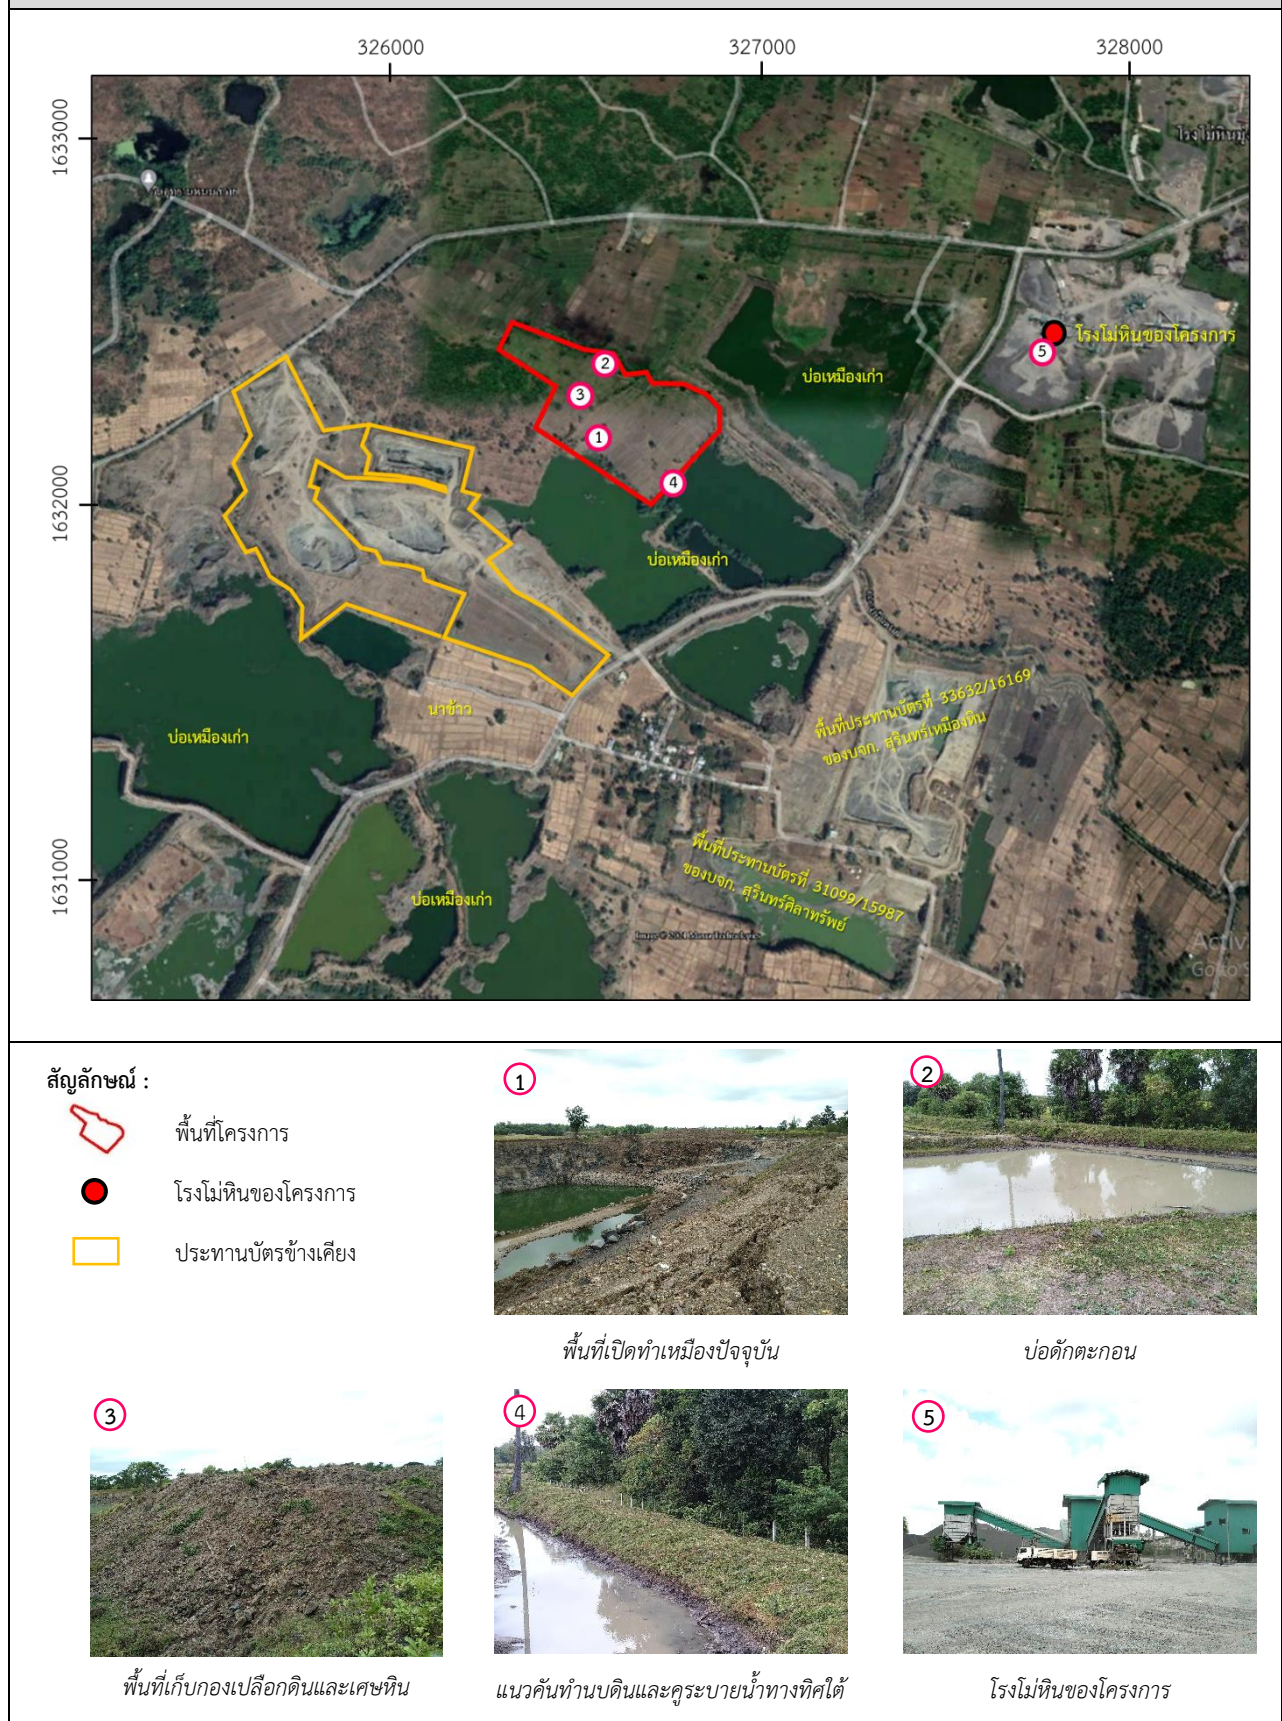 326000
327000
328000
1633000
1632000
1631000
โรงโม่หินของโครงการ
บ่อเหมืองเก่า
2
5
3
1
4
บ่อเหมืองเก่า
นาข้าว
บ่อเหมืองเก่า
พื้นที่ประทานบัตรที่ 33632/16169
ของบจก. สุรินทร์เหมืองหิน
พื้นที่ประทานบัตรที่ 31099/15987
ของบจก. สุรินทร์ศิลาทรัพย์
บ่อเหมืองเก่า
สัญลักษณ์ :
พื้นที่โครงการ
โรงโม่หินของโครงการ
ประทานบัตรข้างเคียง
1
พื้นที่เปิดทำเหมืองปัจจุบัน
2
บ่อดักตะกอน
3
พื้นที่เก็บกองเปลือกดินและเศษหิน
4
แนวคันทำนบดินและคูระบายน้ำทางทิศใต้
5
โรงโม่หินของโครงการ